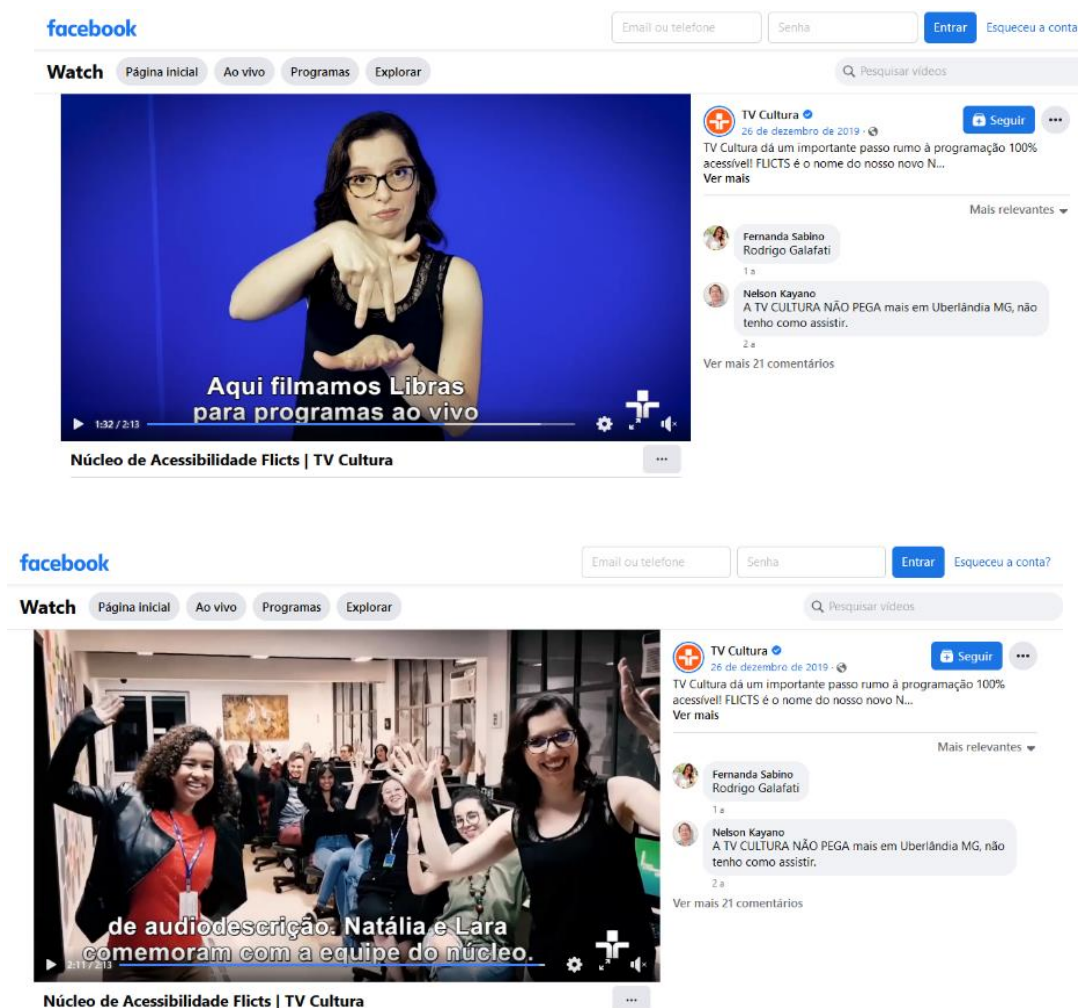 facebook
Email ou telefone
Senha
Entrar
Esqueceu a conta
Watch
Página inicial
Ao vivo
Programas
Explorar
Pesquisar vídeos
TV Cultura
26 de dezembro de 2019 ·
Seguir
TV Cultura dá um importante passo rumo à programação 100%
acessível! FLICTS é o nome do nosso novo N...
Ver mais
Mais relevantes
Fernanda Sabino
Rodrigo Galafati
1 a
Nelson Kayano
A TV CULTURA NÃO PEGA mais em Uberlândia MG, não
tenho como assistir.
2 a
Ver mais 21 comentários
Aqui filmamos Libras
para programas ao vivo
1:32 / 2:13
Núcleo de Acessibilidade Flicts | TV Cultura
facebook
Email ou telefone
Senha
Entrar
Esqueceu a conta?
Watch
Página inicial
Ao vivo
Programas
Explorar
Pesquisar vídeos
TV Cultura
26 de dezembro de 2019 ·
Seguir
TV Cultura dá um importante passo rumo à programação 100%
acessível! FLICTS é o nome do nosso novo N...
Ver mais
Mais relevantes
Fernanda Sabino
Rodrigo Galafati
1 a
Nelson Kayano
A TV CULTURA NÃO PEGA mais em Uberlândia MG, não
tenho como assistir.
2 a
Ver mais 21 comentários
de audiodescrição. Natália e Lara
comemoram com a equipe do núcleo.
2:11 / 2:13
Núcleo de Acessibilidade Flicts | TV Cultura